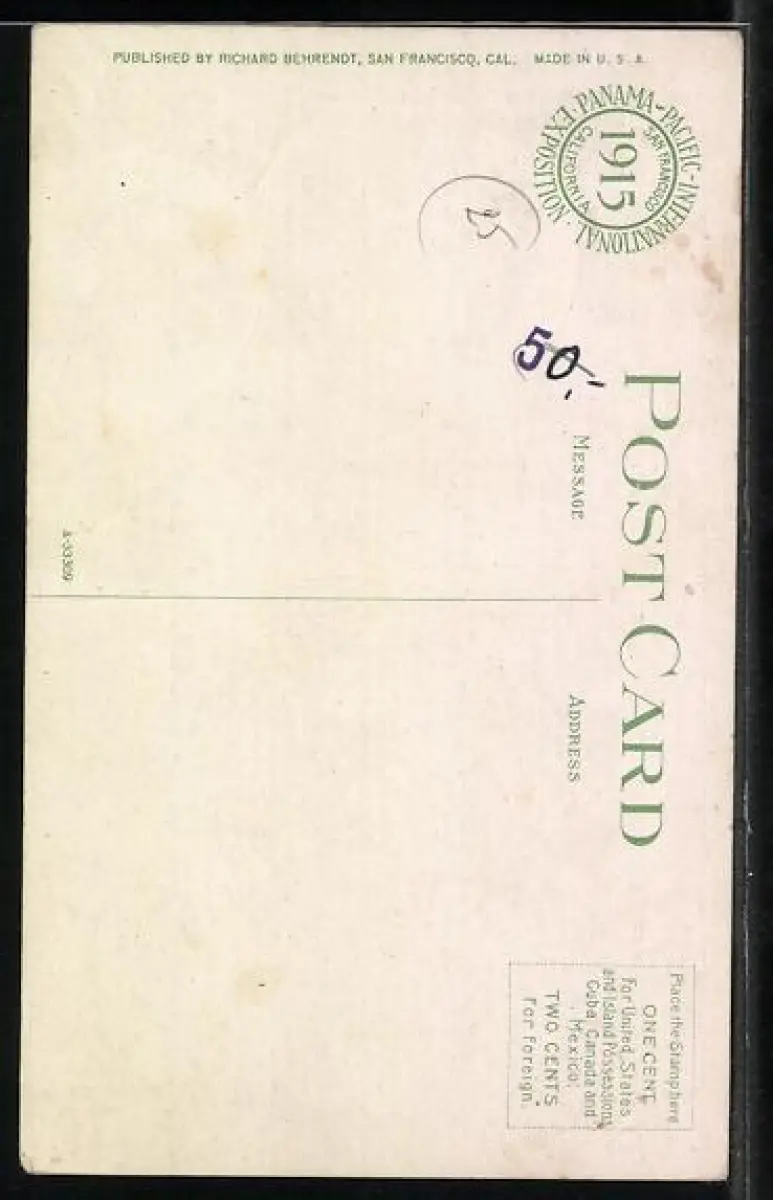 PUBLISHED BY RICHARD BEHRENDT, SAN FRANCISCO, CAL. MADE IN U. S. A.
PANAMA-PACIFIC-INTERNATIONAL EXPOSITION
SAN FRANCISCO
1915
CALIFORNIA
50,-
POST CARD
MESSAGE
ADDRESS
Place the Stamp here
ONE CENT
For United States
and Island Possessions
Cuba, Canada and
Mexico;
TWO CENTS
For Foreign.